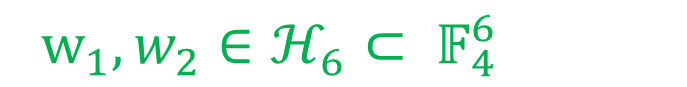 w₁, 𝑤₂ ∈ ℋ₆ ⊂ 𝔽₄⁶